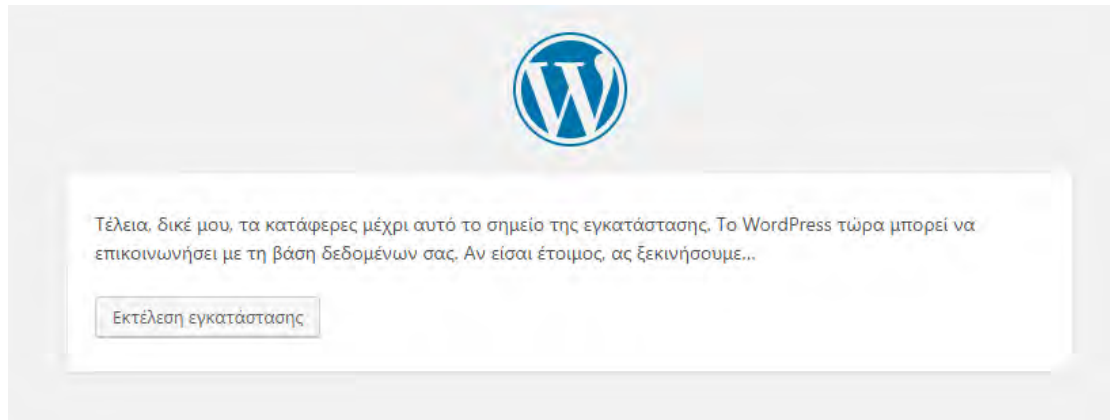 Τέλεια, δικέ μου, τα κατάφερες μέχρι αυτό το σημείο της εγκατάστασης. Το WordPress τώρα μπορεί να
επικοινωνήσει με τη βάση δεδομένων σας. Αν είσαι έτοιμος, ας ξεκινήσουμε...
Εκτέλεση εγκατάστασης